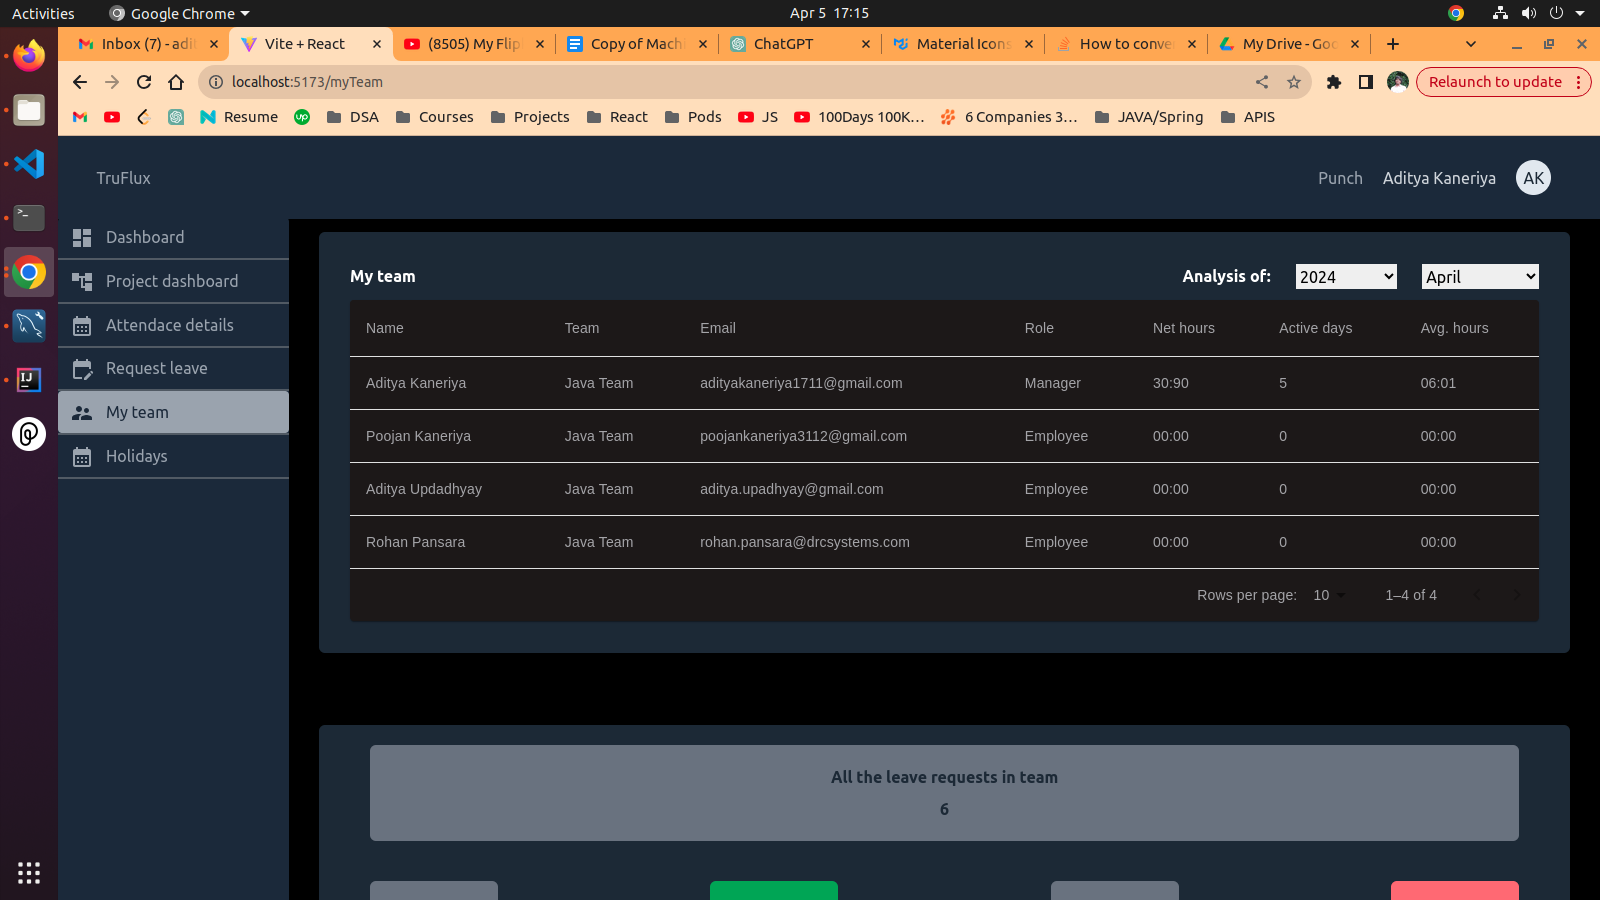 Activities Google Chrome Apr 5 17:15
Inbox (7) - adi Vite + React (8505) My Flip Copy of Mach ChatGPT Material Icons How to conve My Drive - Goo
localhost:5173/myTeam Relaunch to update
Resume DSA Courses Projects React Pods JS 100Days 100K... 6 Companies 3... JAVA/Spring APIS
TruFlux Punch Aditya Kaneriya AK
Dashboard
Project dashboard
Attendace details
Request leave
My team
Holidays
My team Analysis of: 2024 April
Name Team Email Role Net hours Active days Avg. hours
Aditya Kaneriya Java Team adityakaneriya1711@gmail.com Manager 30:90 5 06:01
Poojan Kaneriya Java Team poojankaneriya3112@gmail.com Employee 00:00 0 00:00
Aditya Updadhyay Java Team aditya.upadhyay@gmail.com Employee 00:00 0 00:00
Rohan Pansara Java Team rohan.pansara@drcsystems.com Employee 00:00 0 00:00
Rows per page: 10 1–4 of 4
All the leave requests in team
6